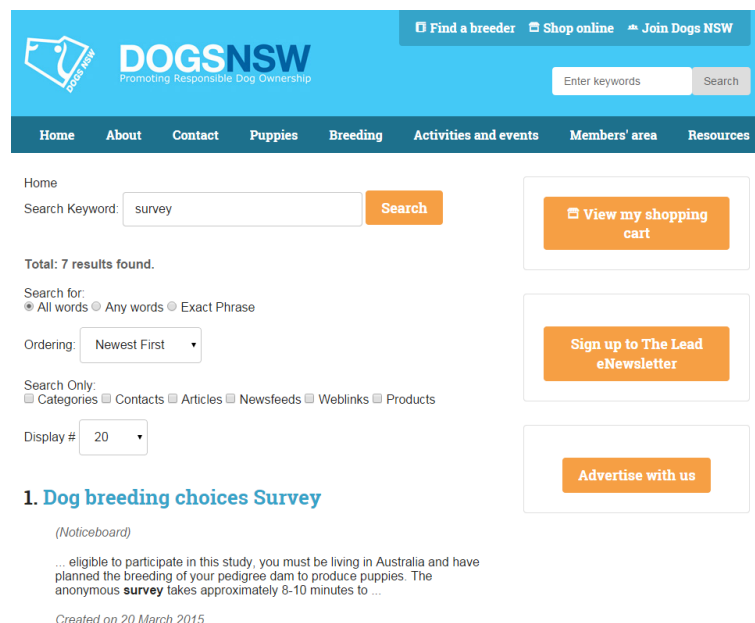 Find a breeder Shop online Join Dogs NSW
DOGS NSW
DOGSNSW
Promoting Responsible Dog Ownership
Enter keywords Search
Home About Contact Puppies Breeding Activities and events Members' area Resources
Home
Search Keyword: survey Search
View my shopping
cart
Total: 7 results found.
Search for:
All words Any words Exact Phrase
Ordering: Newest First
Sign up to The Lead
eNewsletter
Search Only:
Categories Contacts Articles Newsfeeds Weblinks Products
Display # 20
Advertise with us
1. Dog breeding choices Survey
(Noticeboard)
... eligible to participate in this study, you must be living in Australia and have
planned the breeding of your pedigree dam to produce puppies. The
anonymous survey takes approximately 8-10 minutes to ...
Created on 20 March 2015